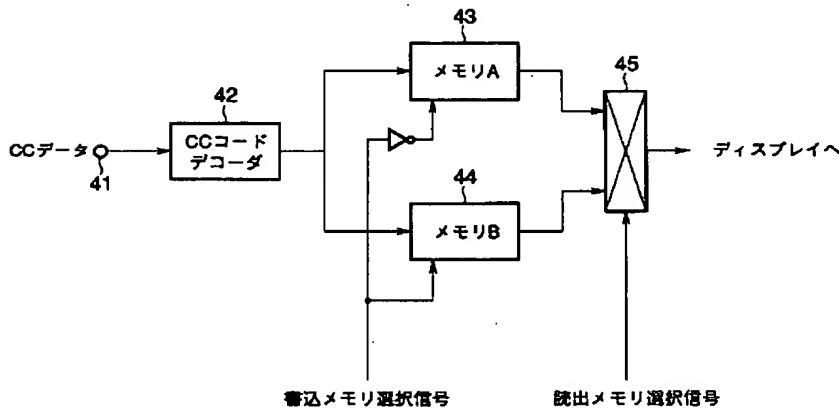 43
メモリA
45
42
CCコード
デコーダ
CCデータ
41
ディスプレイへ
44
メモリB
書込メモリ選択信号
読出メモリ選択信号